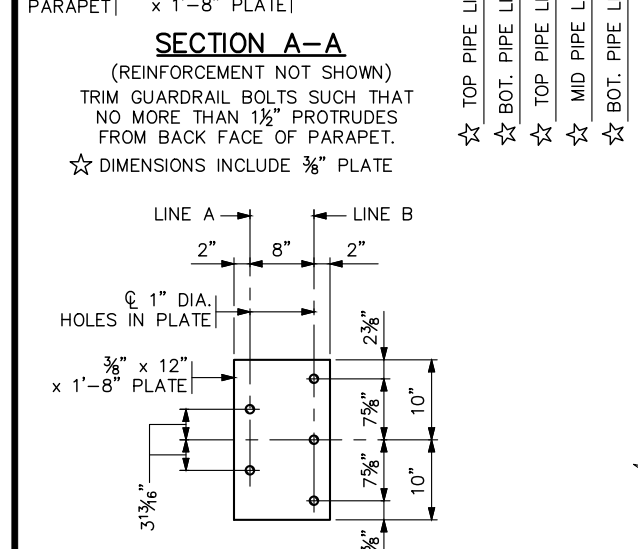 PARAPET
x 1'-8" PLATE
SECTION A-A
(REINFORCEMENT NOT SHOWN)
TRIM GUARDRAIL BOLTS SUCH THAT
NO MORE THAN 1½" PROTRUDES
FROM BACK FACE OF PARAPET.
☆ DIMENSIONS INCLUDE ⅜" PLATE
☆ TOP PIPE
☆ BOT. PIPE
☆ TOP PIPE
☆ MID PIPE
☆ BOT. PIPE
LINE A
LINE B
2"
8"
2"
℄ 1" DIA.
HOLES IN PLATE
⅜" x 12"
x 1'-8" PLATE
2⅜"
7⅝"
10"
7⅝"
10"
3 13/16"